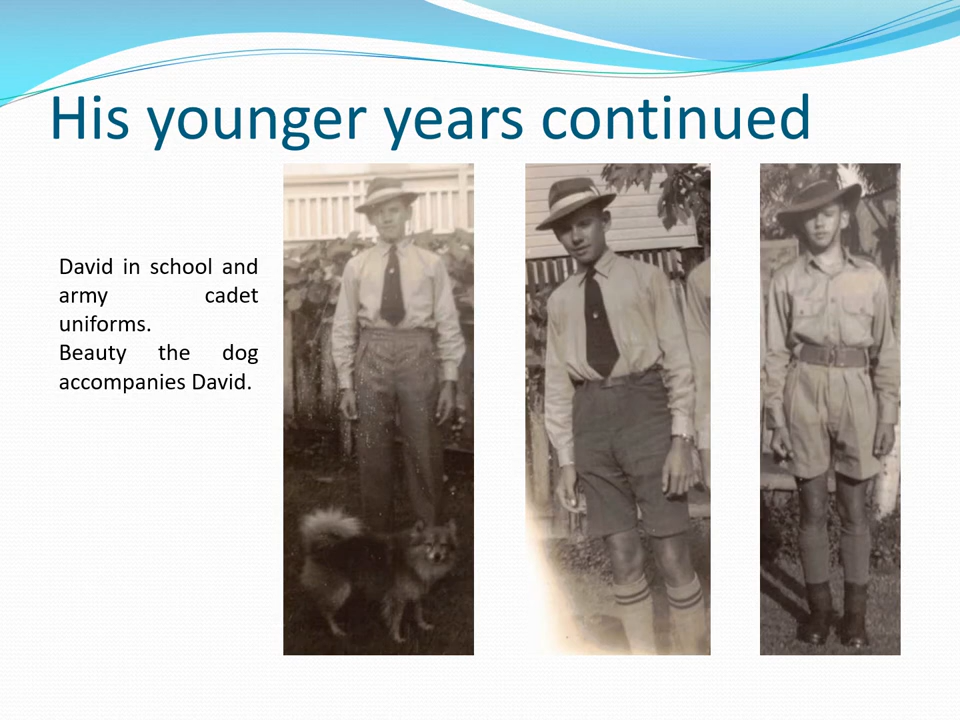 His younger years continued
David in school and
army cadet
uniforms.
Beauty the dog
accompanies David.